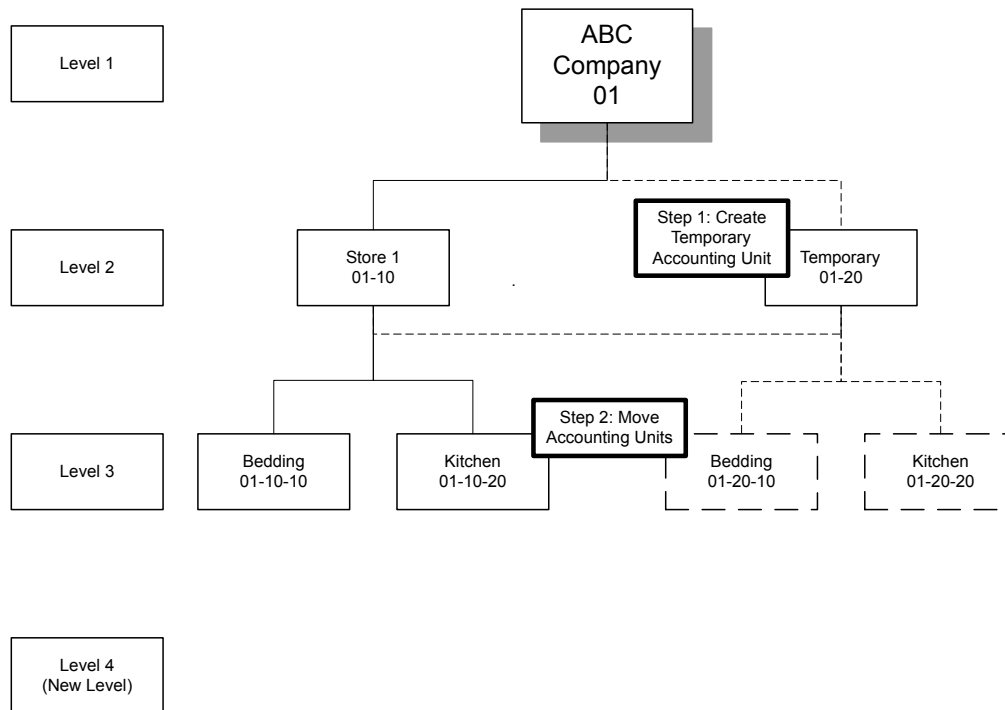 Level 1
ABC
Company
01
Level 2
Store 1
01-10
Step 1: Create
Temporary
Accounting Unit
Temporary
01-20
.
Level 3
Bedding
01-10-10
Kitchen
01-10-20
Step 2: Move
Accounting Units
Bedding
01-20-10
Kitchen
01-20-20
Level 4
(New Level)